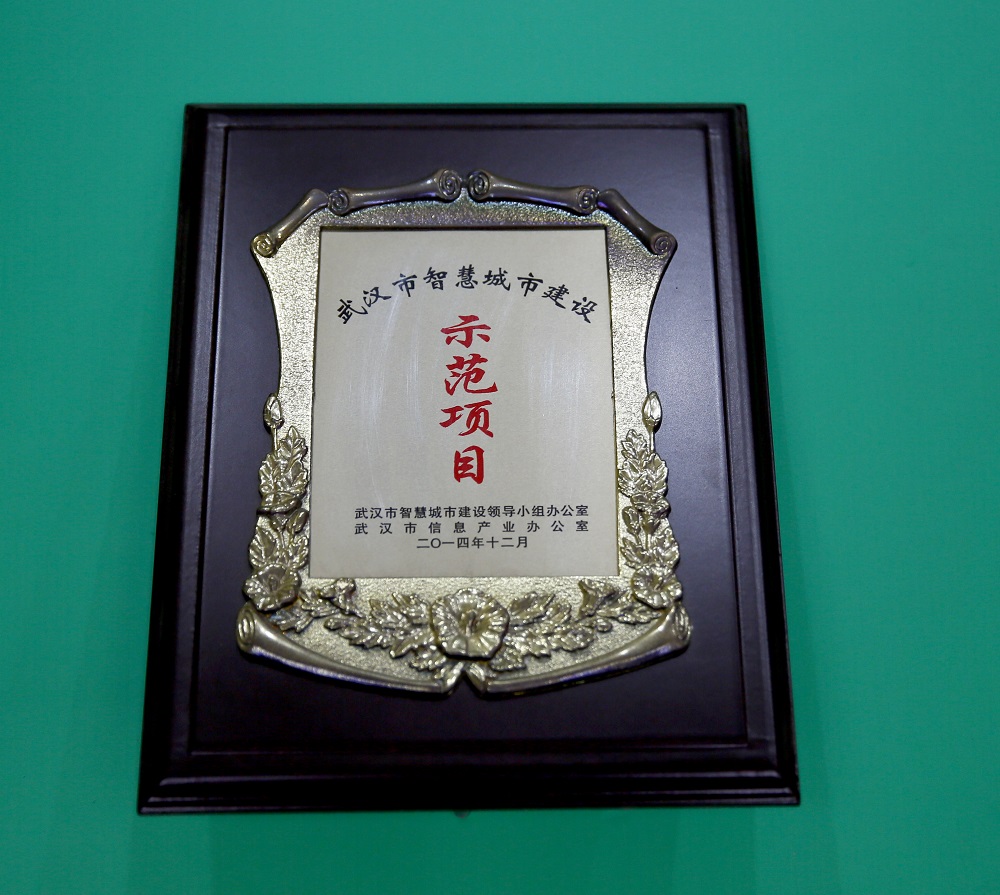 武汉市智慧城市建设
示范项目
武汉市智慧城市建设领导小组办公室
武汉市信息产业办公室
二〇一四年十二月